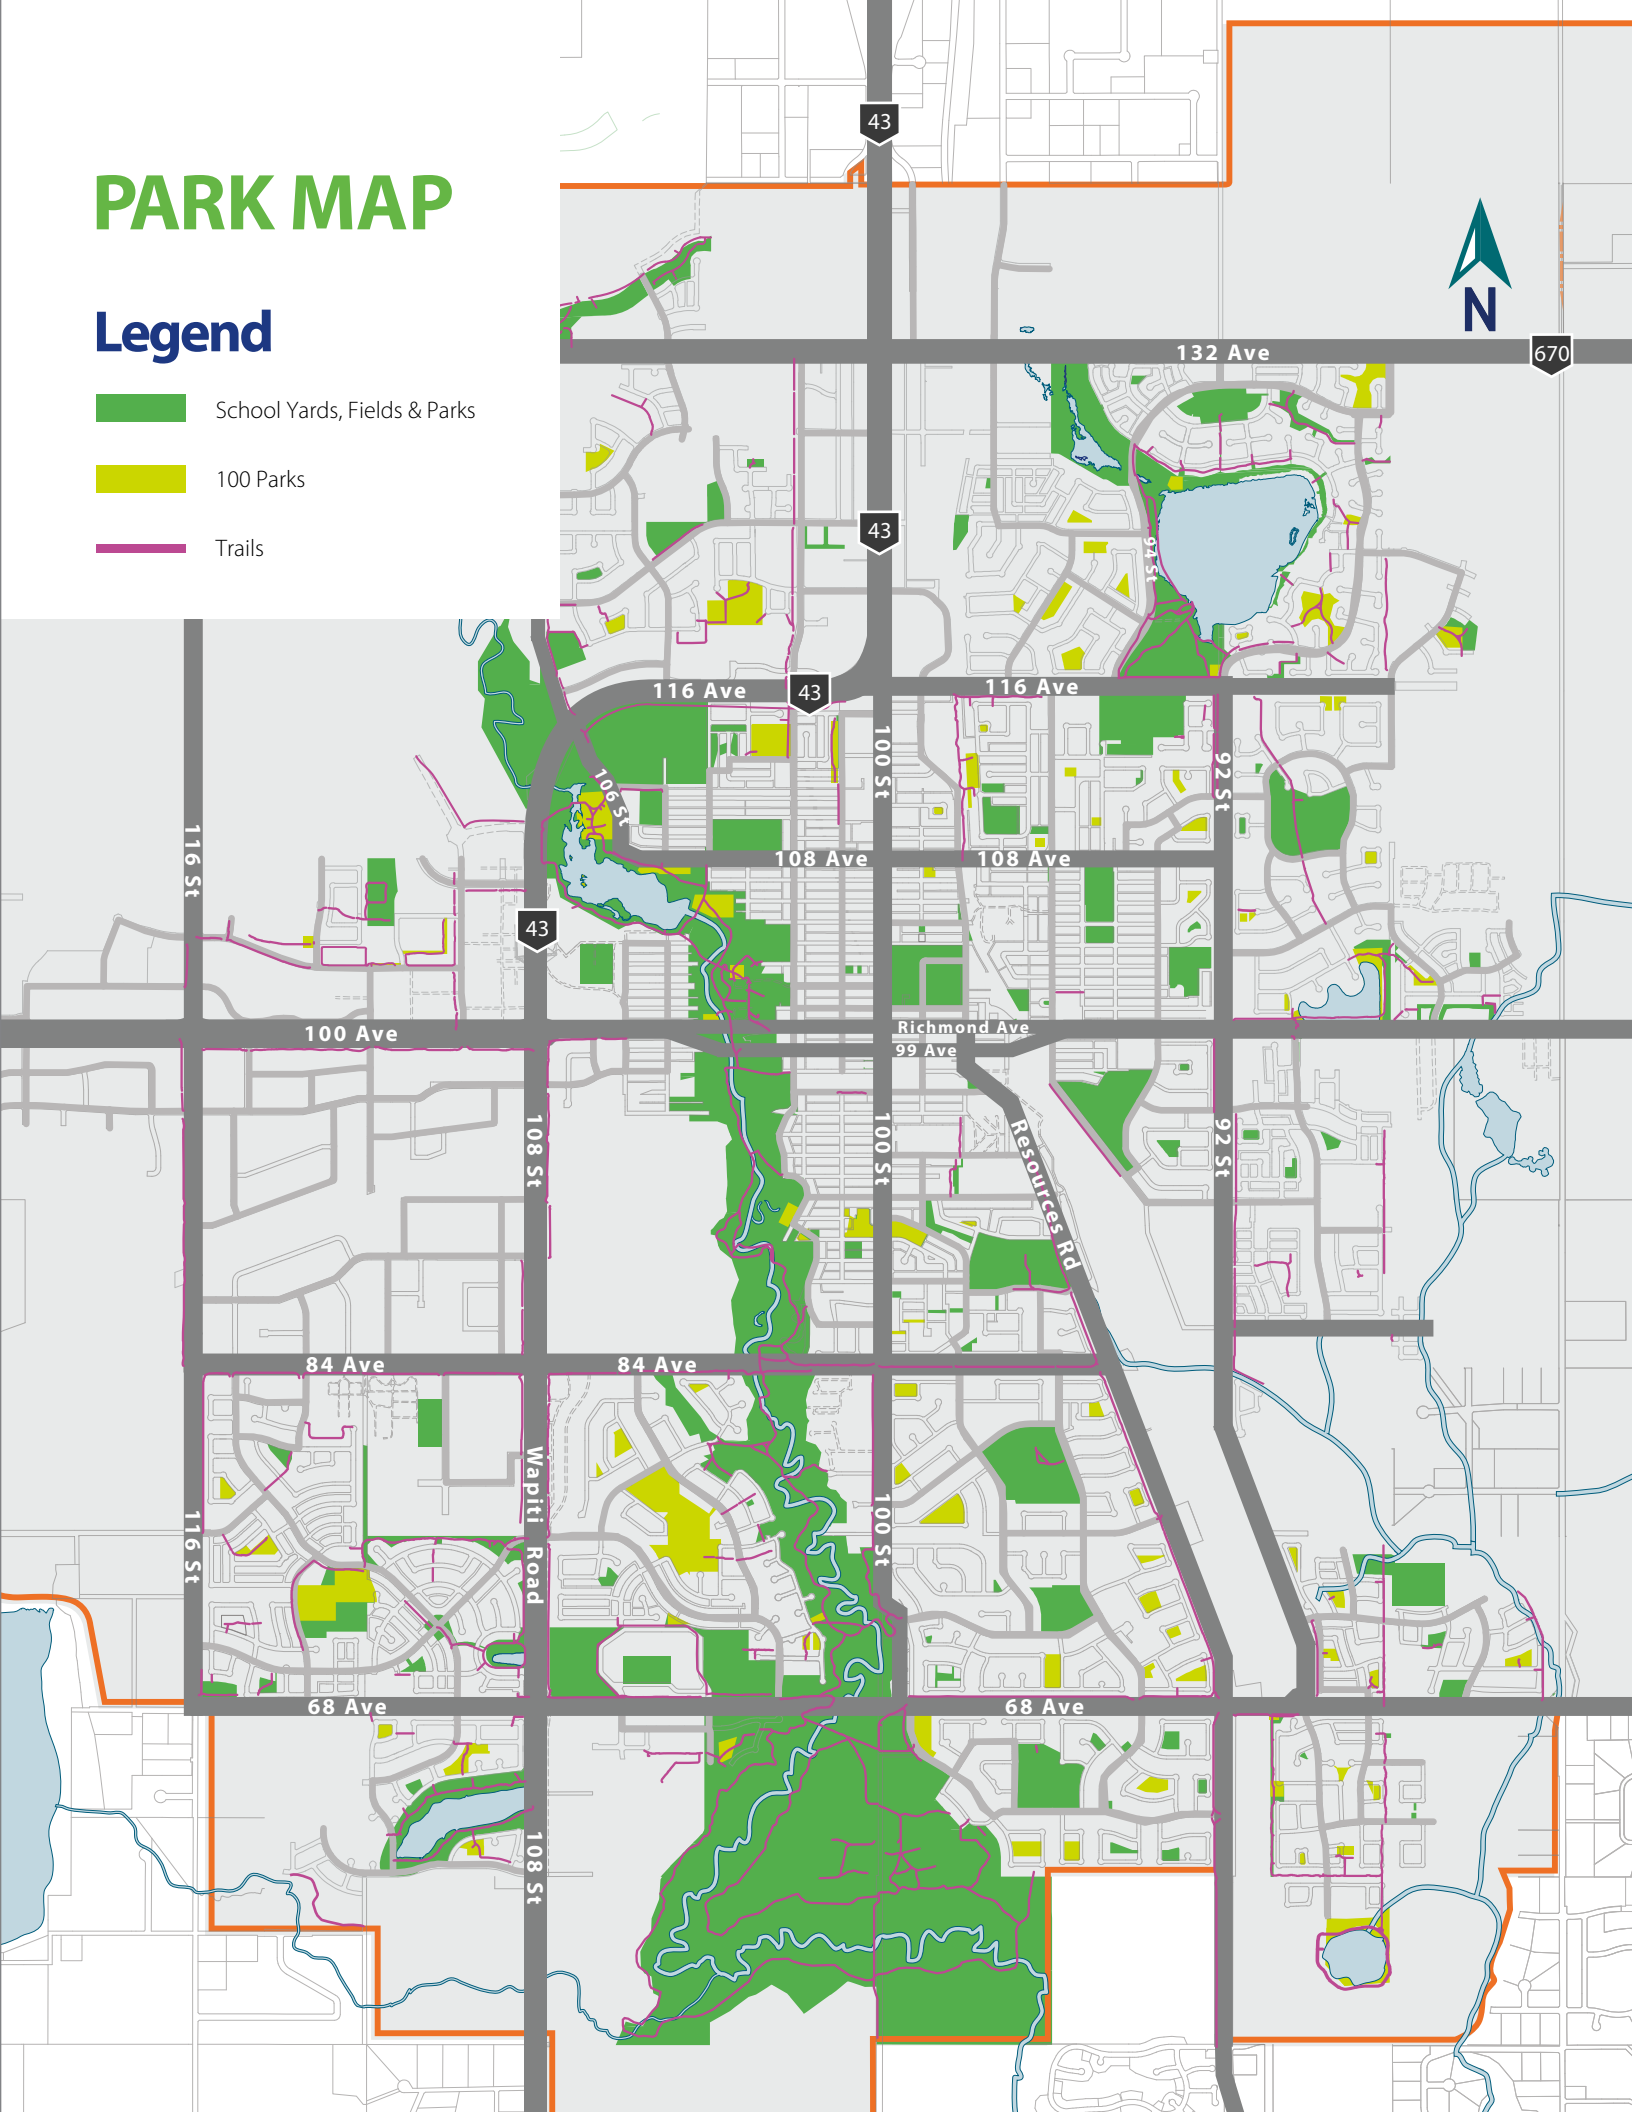 43
PARK MAP
N
Legend
132 Ave
670
School Yards, Fields & Parks
100 Parks
43
94 St
Trails
116 Ave
43
116 Ave
100 St
92 St
106 St
116 St
108 Ave
108 Ave
43
100 Ave
Richmond Ave
99 Ave
108 St
100 St
92 St
Resources Rd
84 Ave
84 Ave
116 St
Wapiti Road
100 St
68 Ave
68 Ave
108 St